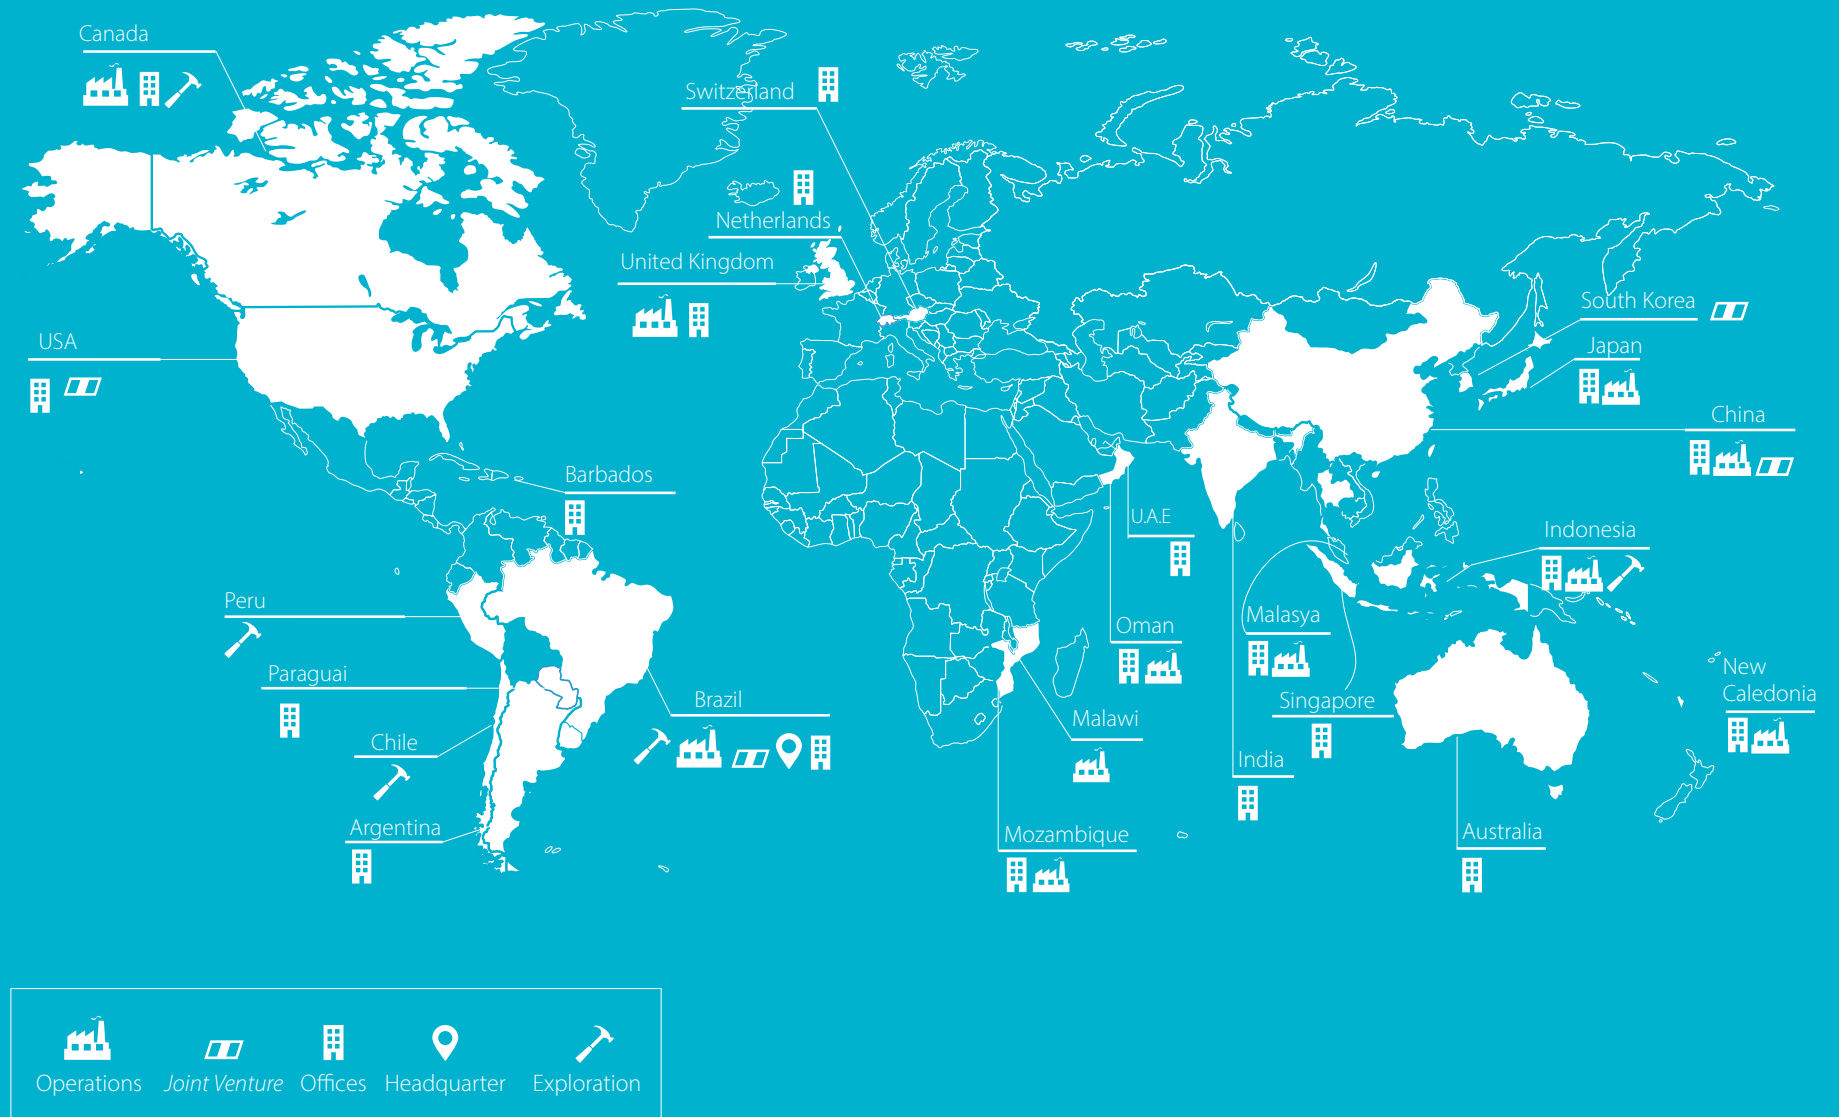 Canada
Switzerland
Netherlands
United Kingdom
South Korea
USA
Japan
China
Barbados
U.A.E
Indonesia
Peru
Malasya
Oman
Paraguai
New
Caledonia
Brazil
Singapore
Malawi
Chile
India
Argentina
Mozambique
Australia
Operations
Joint Venture
Offices
Headquarter
Exploration